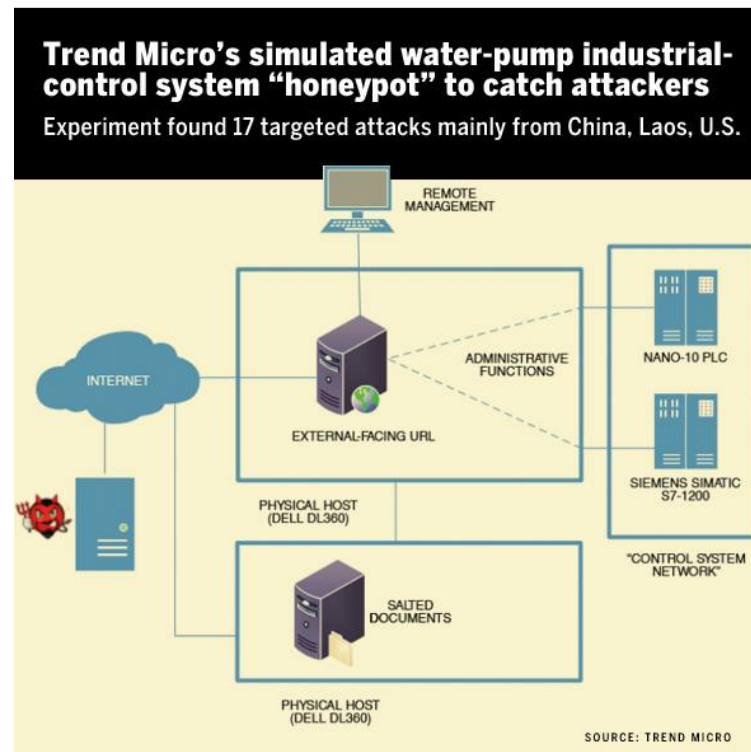 Trend Micro's simulated water-pump industrial-
control system “honeypot” to catch attackers
Experiment found 17 targeted attacks mainly from China, Laos, U.S.
REMOTE
MANAGEMENT
INTERNET
EXTERNAL-FACING URL
ADMINISTRATIVE
FUNCTIONS
NANO-10 PLC
SIEMENS SIMATIC
S7-1200
PHYSICAL HOST
(DELL DL360)
"CONTROL SYSTEM
NETWORK"
SALTED
DOCUMENTS
PHYSICAL HOST
(DELL DL360)
SOURCE: TREND MICRO